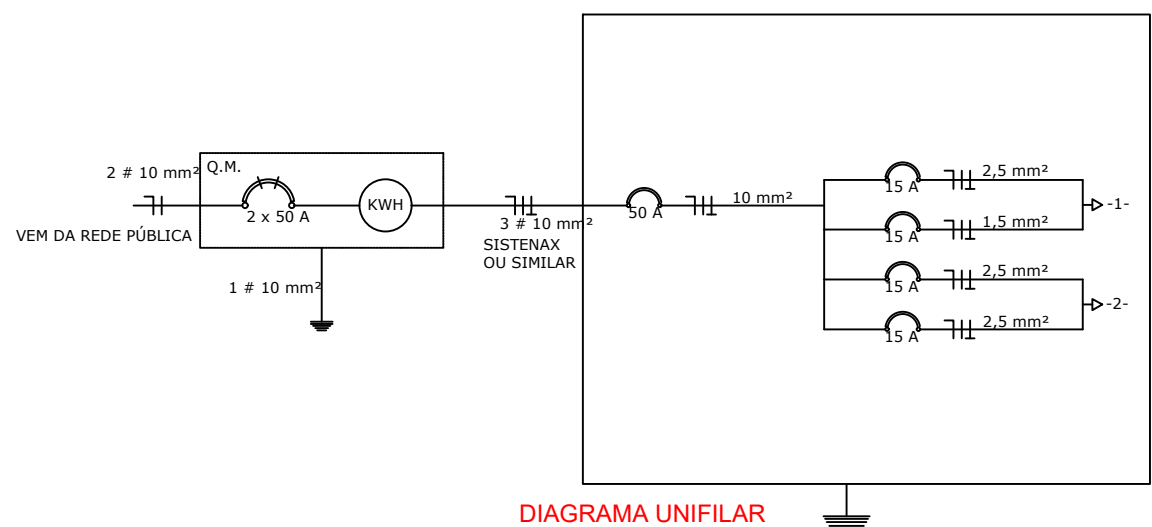 2 # 10 mm²
Q.M.
2 x 50 A
KWH
VEM DA REDE PÚBLICA
1 # 10 mm²
3 # 10 mm²
SISTENAX
OU SIMILAR
50 A
10 mm²
15 A
2,5 mm²
15 A
1,5 mm²
-1-
15 A
2,5 mm²
15 A
2,5 mm²
-2-
DIAGRAMA UNIFILAR